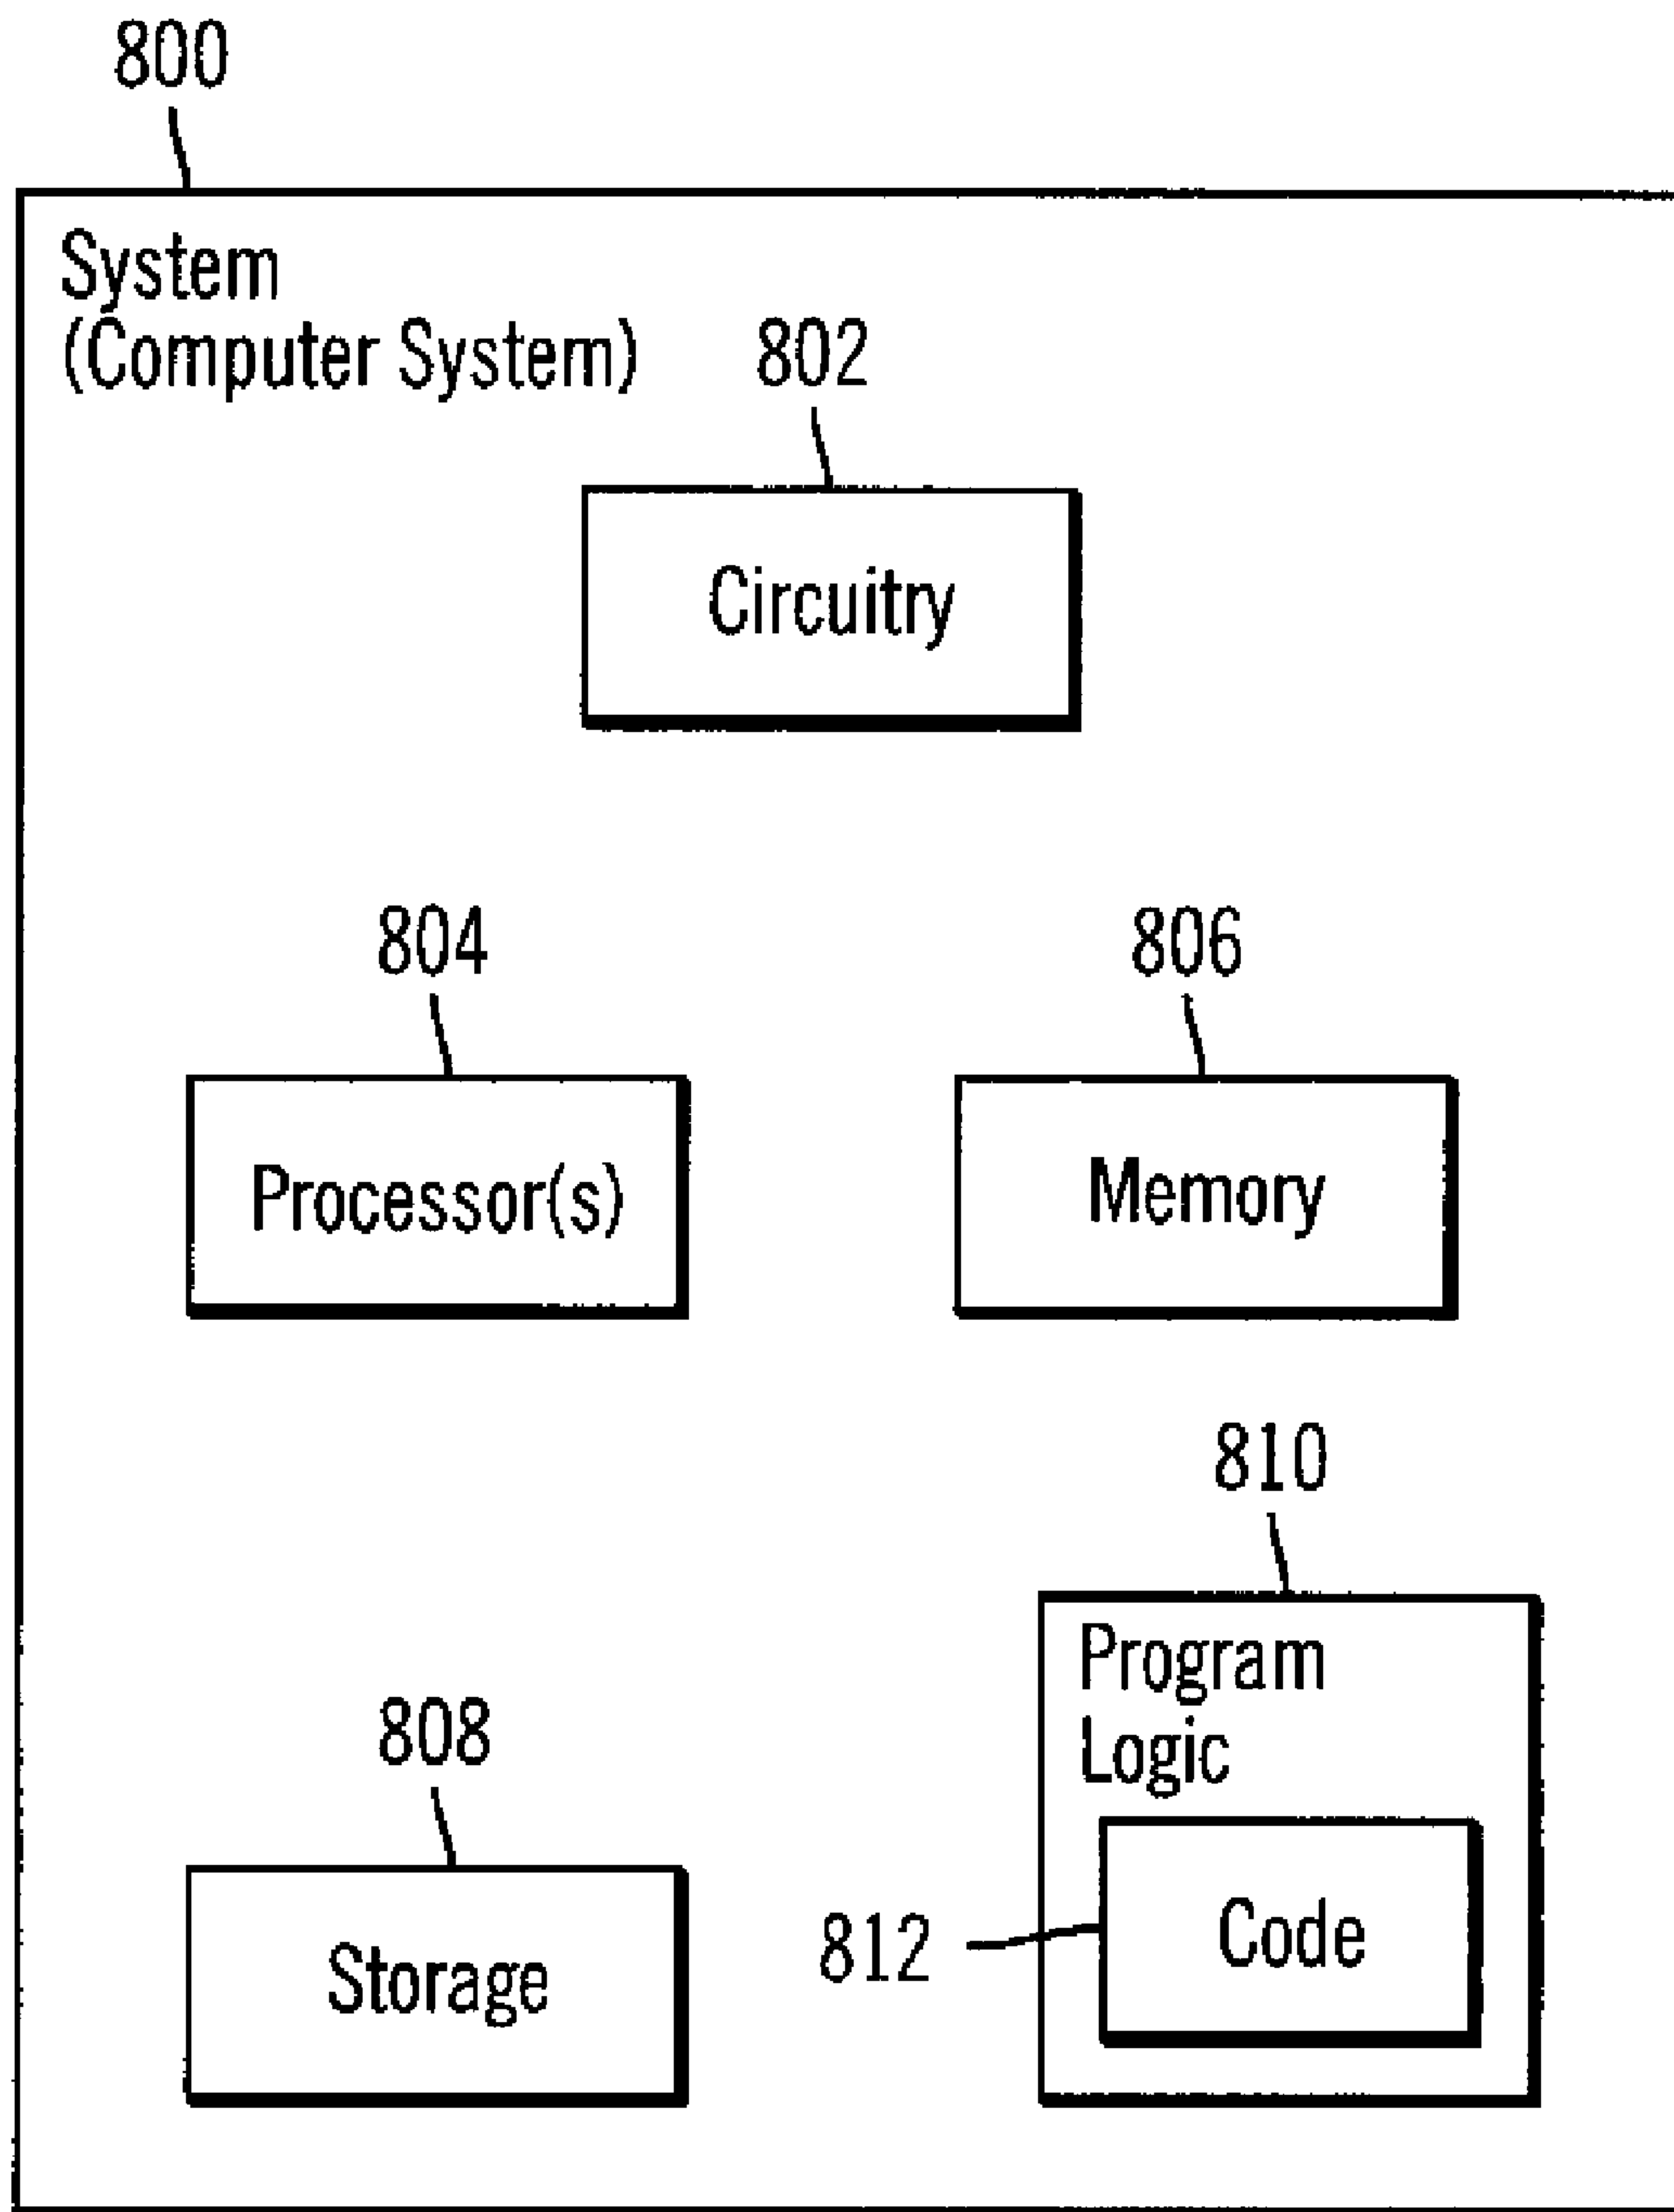 800
System
(Computer System)
802
Circuitry
804
806
Processor(s)
Memory
810
Program
Logic
808
812
Code
Storage